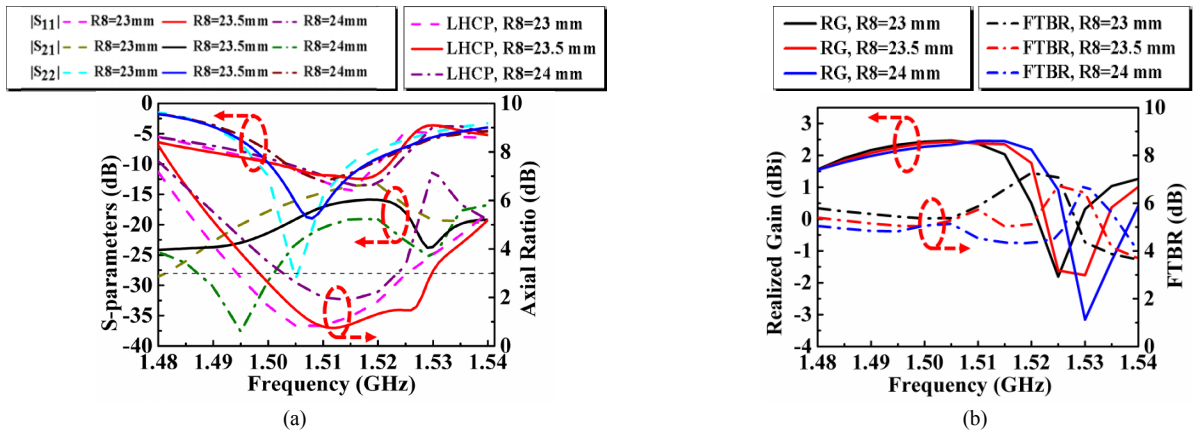 |S11| R8=23mm R8=23.5mm R8=24mm
|S21| R8=23mm R8=23.5mm R8=24mm
|S22| R8=23mm R8=23.5mm R8=24mm
LHCP, R8=23 mm
LHCP, R8=23.5 mm
LHCP, R8=24 mm
S-parameters (dB)
0
-5
-10
-15
-20
-25
-30
-35
-40
10
8
6
4
2
0
Axial Ratio (dB)
1.48 1.49 1.50 1.51 1.52 1.53 1.54
Frequency (GHz)
(a)
RG, R8=23 mm
RG, R8=23.5 mm
RG, R8=24 mm
FTBR, R8=23 mm
FTBR, R8=23.5 mm
FTBR, R8=24 mm
Realized Gain (dBi)
3
2
1
0
-1
-2
-3
-4
10
8
6
4
2
0
FTBR (dB)
1.48 1.49 1.50 1.51 1.52 1.53 1.54
Frequency (GHz)
(b)